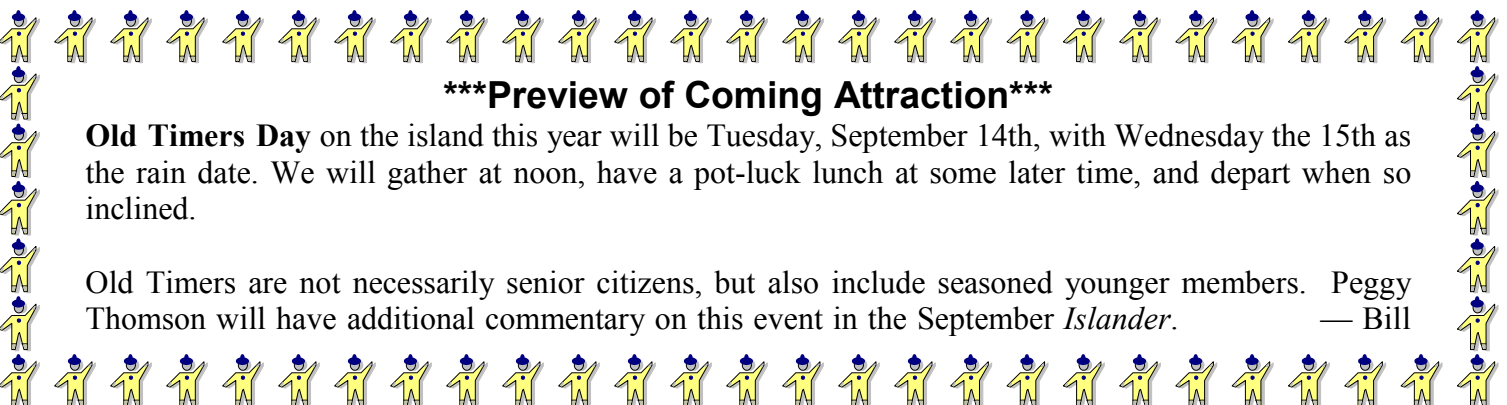 ***Preview of Coming Attraction***
Old Timers Day on the island this year will be Tuesday, September 14th, with Wednesday the 15th as
the rain date. We will gather at noon, have a pot-luck lunch at some later time, and depart when so
inclined.
Old Timers are not necessarily senior citizens, but also include seasoned younger members. Peggy
Thomson will have additional commentary on this event in the September Islander. — Bill